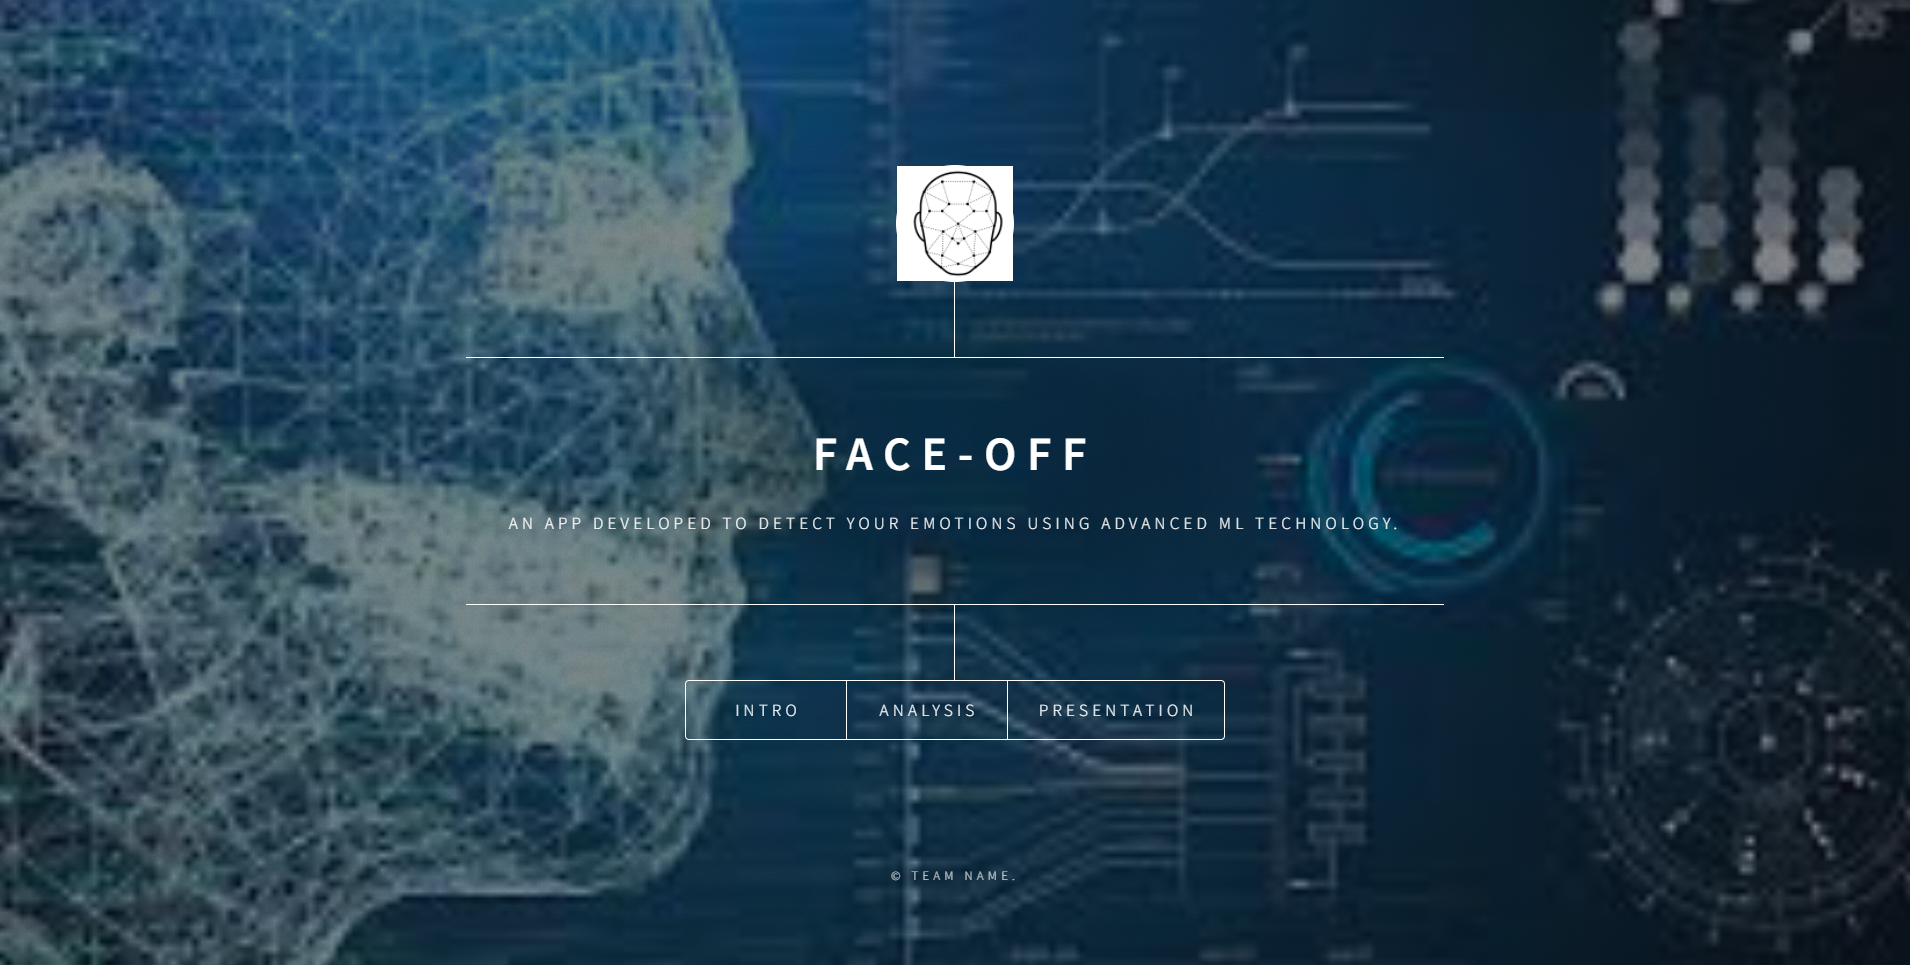 FACE-OFF
AN APP DEVELOPED TO DETECT YOUR EMOTIONS USING ADVANCED ML TECHNOLOGY.
INTRO
ANALYSIS
PRESENTATION
© TEAM NAME.